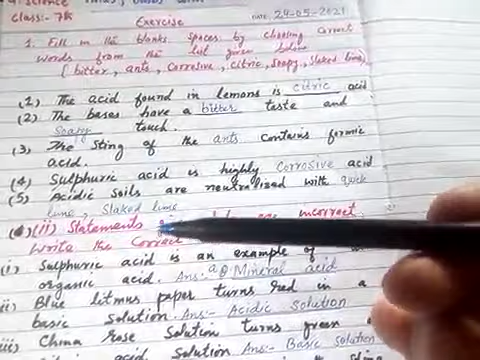 Science
Class:- 7th
DATE 24-05-2021
Exercise
1. Fill in the blanks spaces by choosing correct
words from the list given below
(bitter, ants, Corrosive, citric, Soapy, Slaked lime)
(1) The acid found in lemons is citric acid
(2) The bases have a bitter taste and
Soapy touch.
(3) The Sting of the ants contains formic
acid.
(4) Sulphuric acid is highly Corrosive acid
(5) Acidic Soils are neutralized with quick
lime, Slaked lime
(ii) Statements incorrect
Write the Correct
(i) Sulphuric acid is an example of
organic acid. Ans: Mineral acid
ii) Blue litmus paper turns red in a
basic Solution. Ans:- Acidic Solution
iii) China rose Solution turns green
acid Solution Ans:- Basic Solution